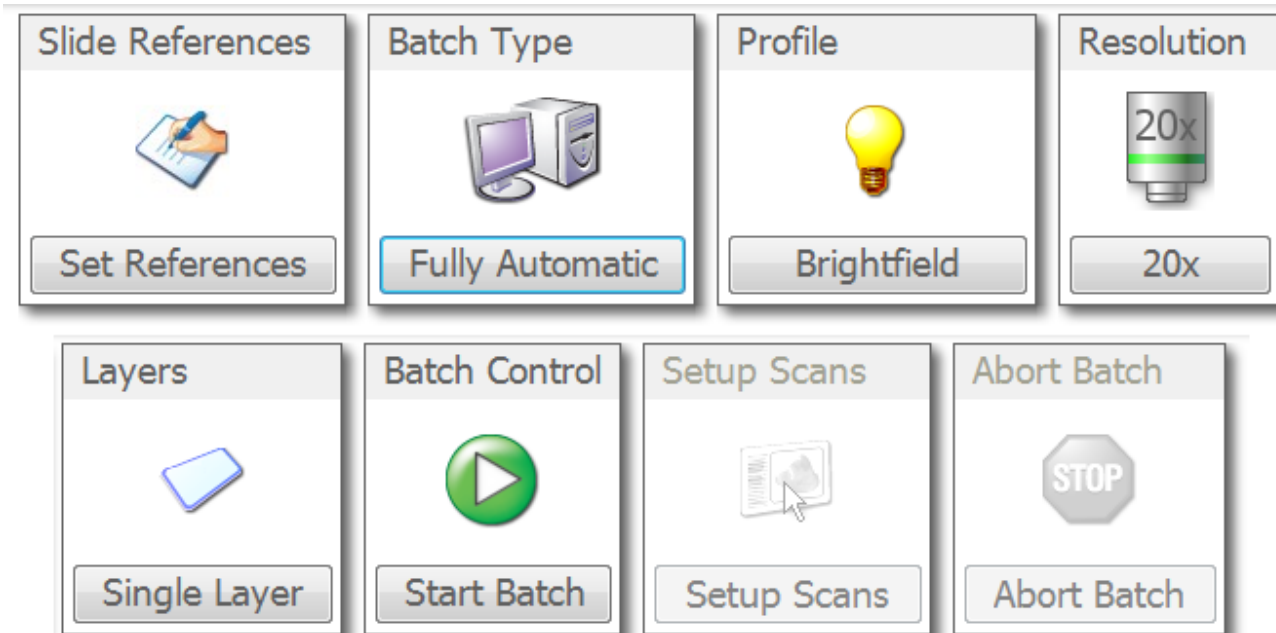 Slide References
Batch Type
Profile
Resolution
20x
Set References
Fully Automatic
Brightfield
20x
Layers
Batch Control
Setup Scans
Abort Batch
STOP
Single Layer
Start Batch
Setup Scans
Abort Batch